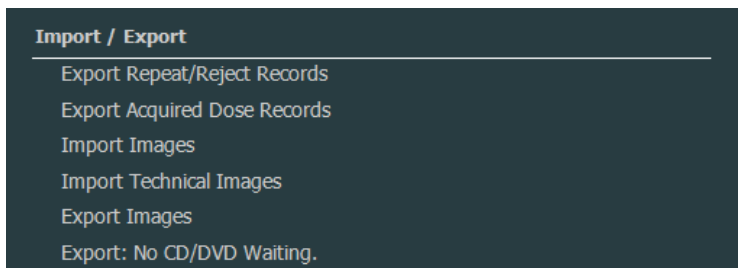 Import / Export
Export Repeat/Reject Records
Export Acquired Dose Records
Import Images
Import Technical Images
Export Images
Export: No CD/DVD Waiting.